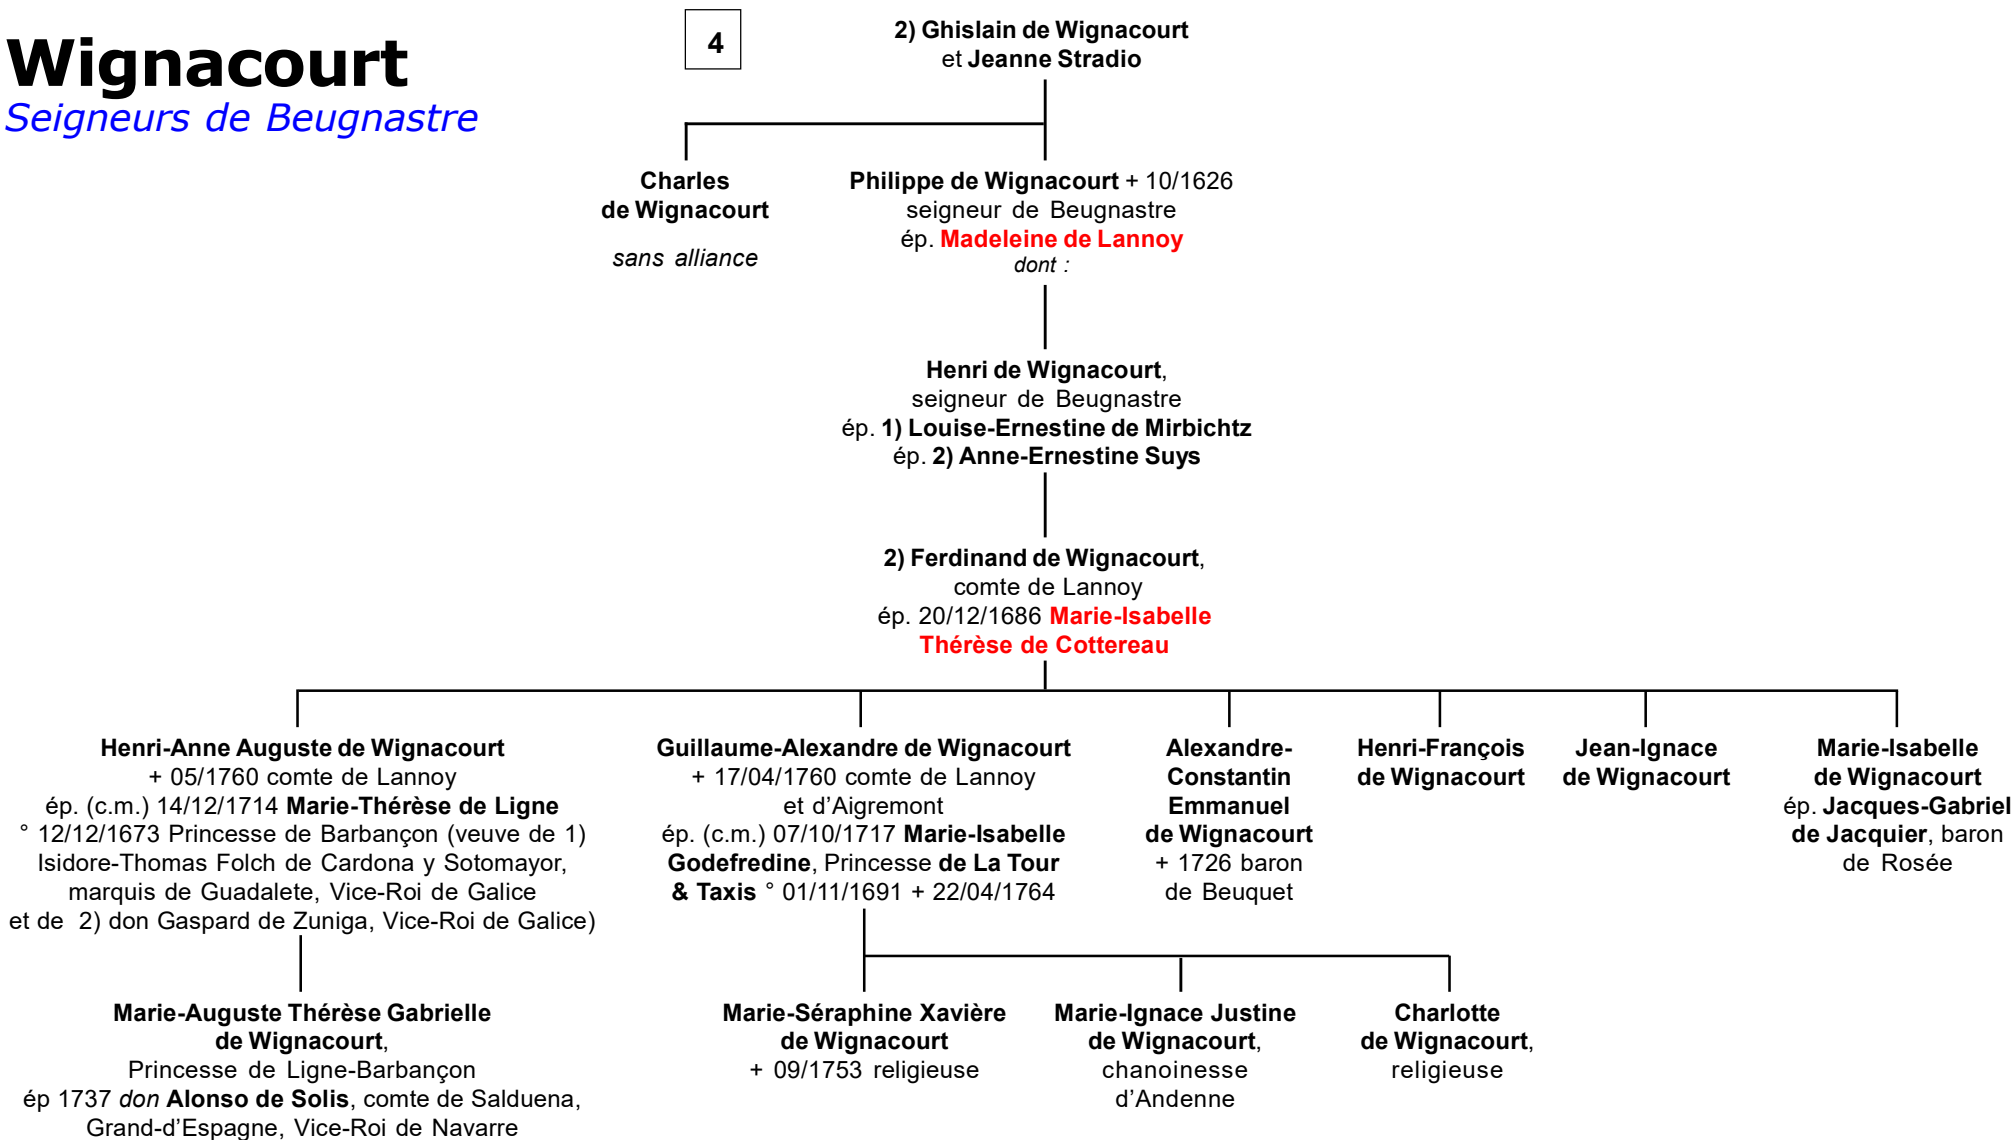 Wignacourt
Seigneurs de Beugnastre
4
2) Ghislain de Wignacourt
et Jeanne Stradio
Charles
de Wignacourt
sans alliance
Philippe de Wignacourt + 10/1626
seigneur de Beugnastre
ép. Madeleine de Lannoy
dont :
Henri de Wignacourt,
seigneur de Beugnastre
ép. 1) Louise-Ernestine de Mirbichtz
ép. 2) Anne-Ernestine Suys
2) Ferdinand de Wignacourt,
comte de Lannoy
ép. 20/12/1686 Marie-Isabelle
Thérèse de Cottereau
Henri-Anne Auguste de Wignacourt
+ 05/1760 comte de Lannoy
ép. (c.m.) 14/12/1714 Marie-Thérèse de Ligne
° 12/12/1673 Princesse de Barbançon (veuve de 1)
Isidore-Thomas Folch de Cardona y Sotomayor,
marquis de Guadalete, Vice-Roi de Galice
et de 2) don Gaspard de Zuniga, Vice-Roi de Galice)
Guillaume-Alexandre de Wignacourt
+ 17/04/1760 comte de Lannoy
et d'Aigremont
ép. (c.m.) 07/10/1717 Marie-Isabelle
Godefredine, Princesse de La Tour
& Taxis ° 01/11/1691 + 22/04/1764
Alexandre-
Constantin
Emmanuel
de Wignacourt
+ 1726 baron
de Beuquet
Henri-François
de Wignacourt
Jean-Ignace
de Wignacourt
Marie-Isabelle
de Wignacourt
ép. Jacques-Gabriel
de Jacquier, baron
de Rosée
Marie-Auguste Thérèse Gabrielle
de Wignacourt,
Princesse de Ligne-Barbançon
ép 1737 don Alonso de Solis, comte de Salduena,
Grand-d'Espagne, Vice-Roi de Navarre
Marie-Séraphine Xavière
de Wignacourt
+ 09/1753 religieuse
Marie-Ignace Justine
de Wignacourt,
chanoinesse
d'Andenne
Charlotte
de Wignacourt,
religieuse